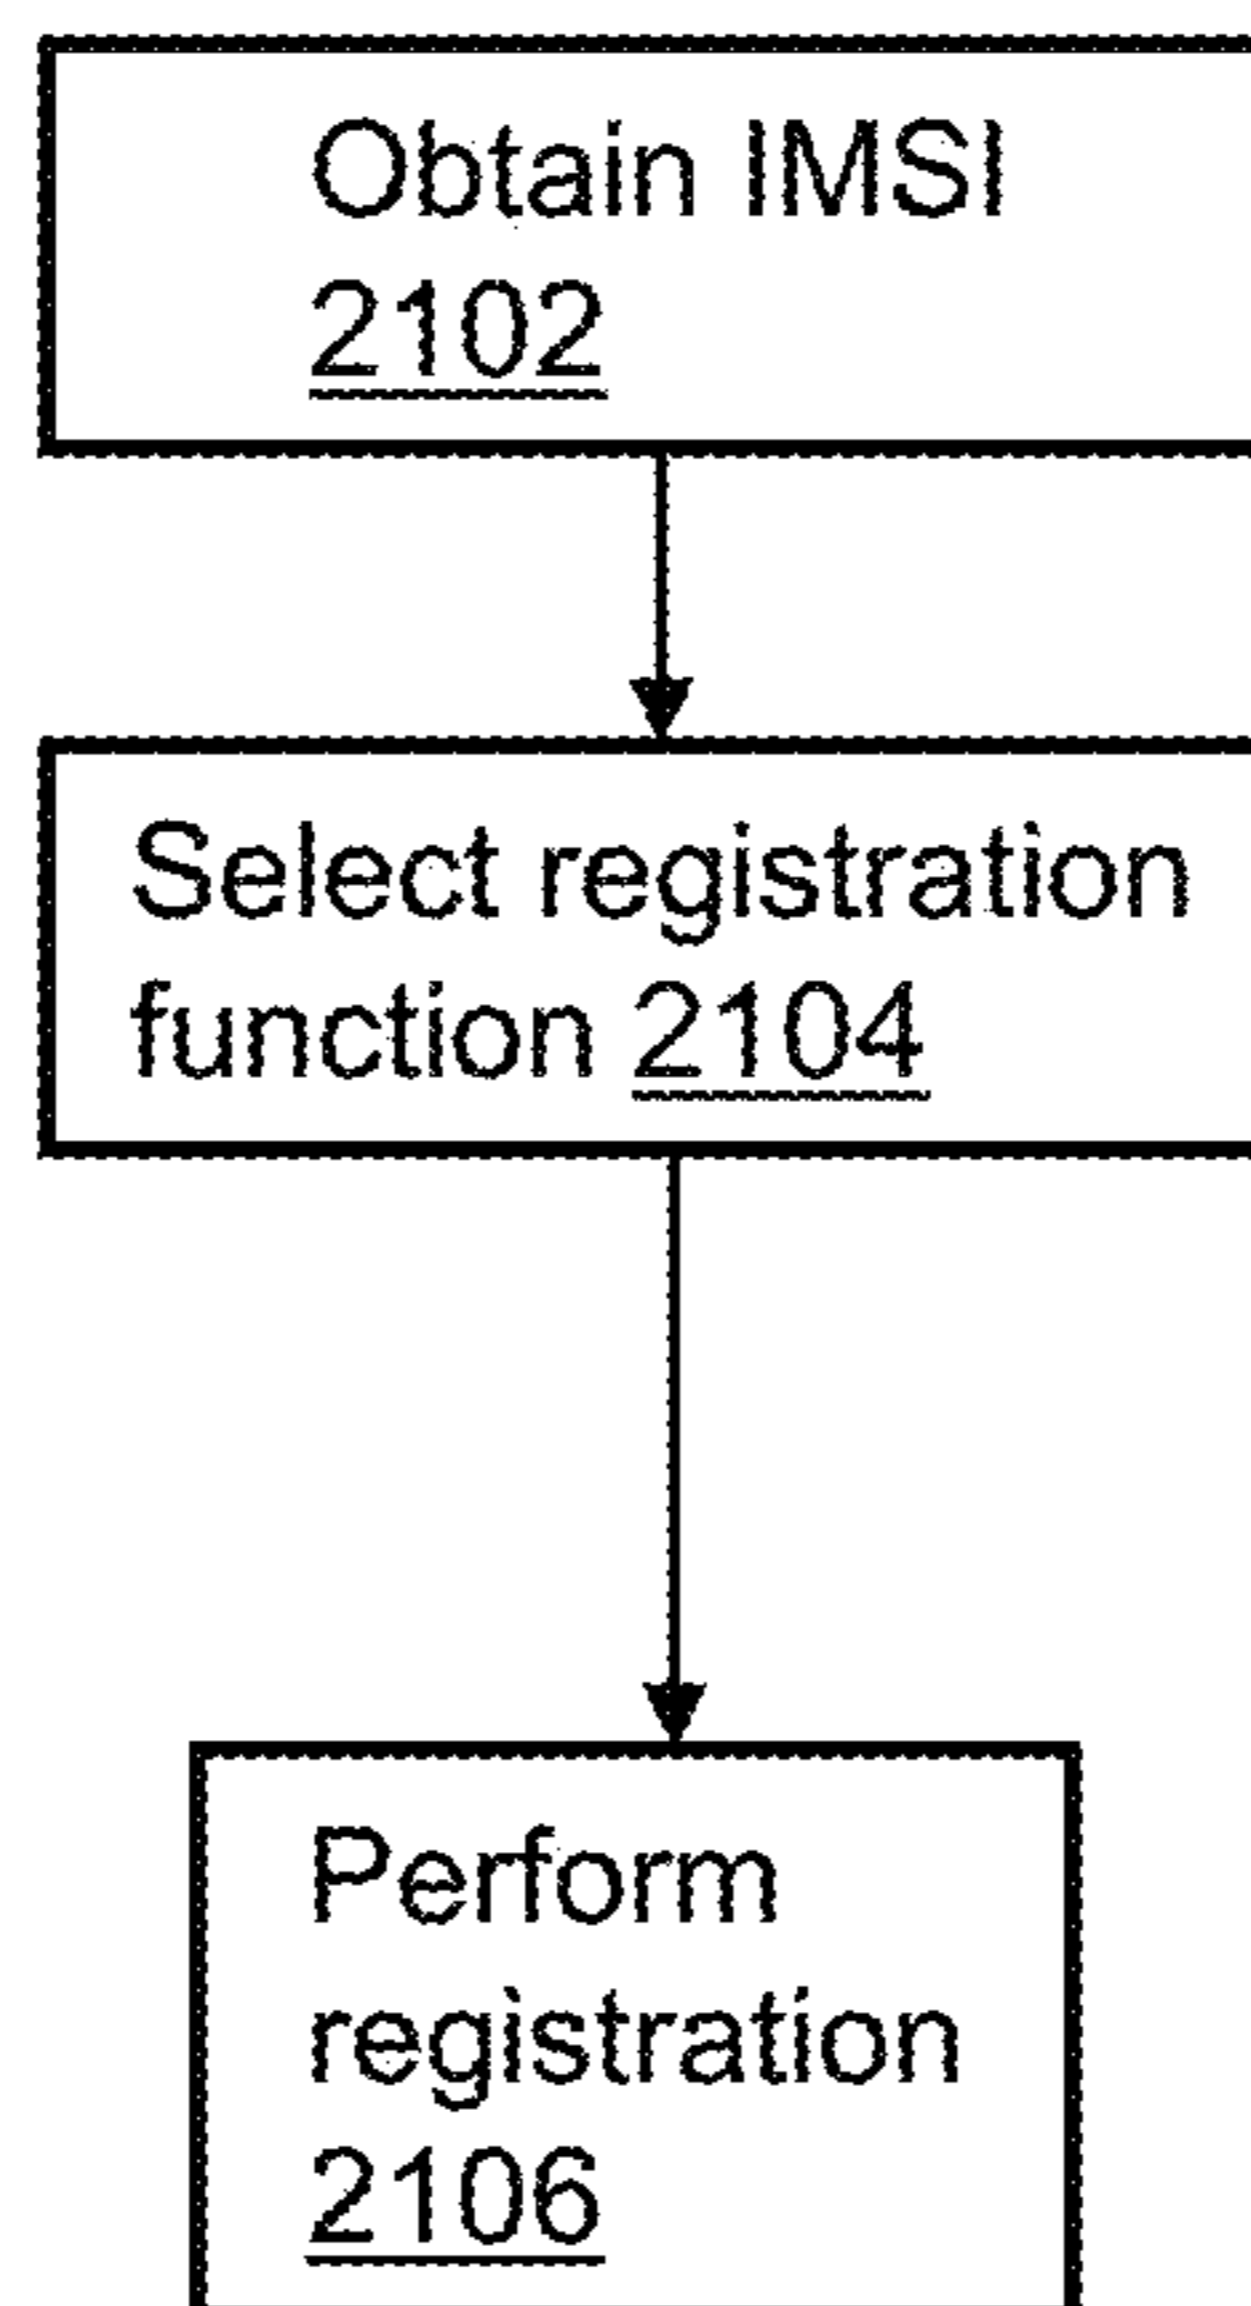 Obtain IMSI
2102
Select registration
function 2104
Perform
registration
2106